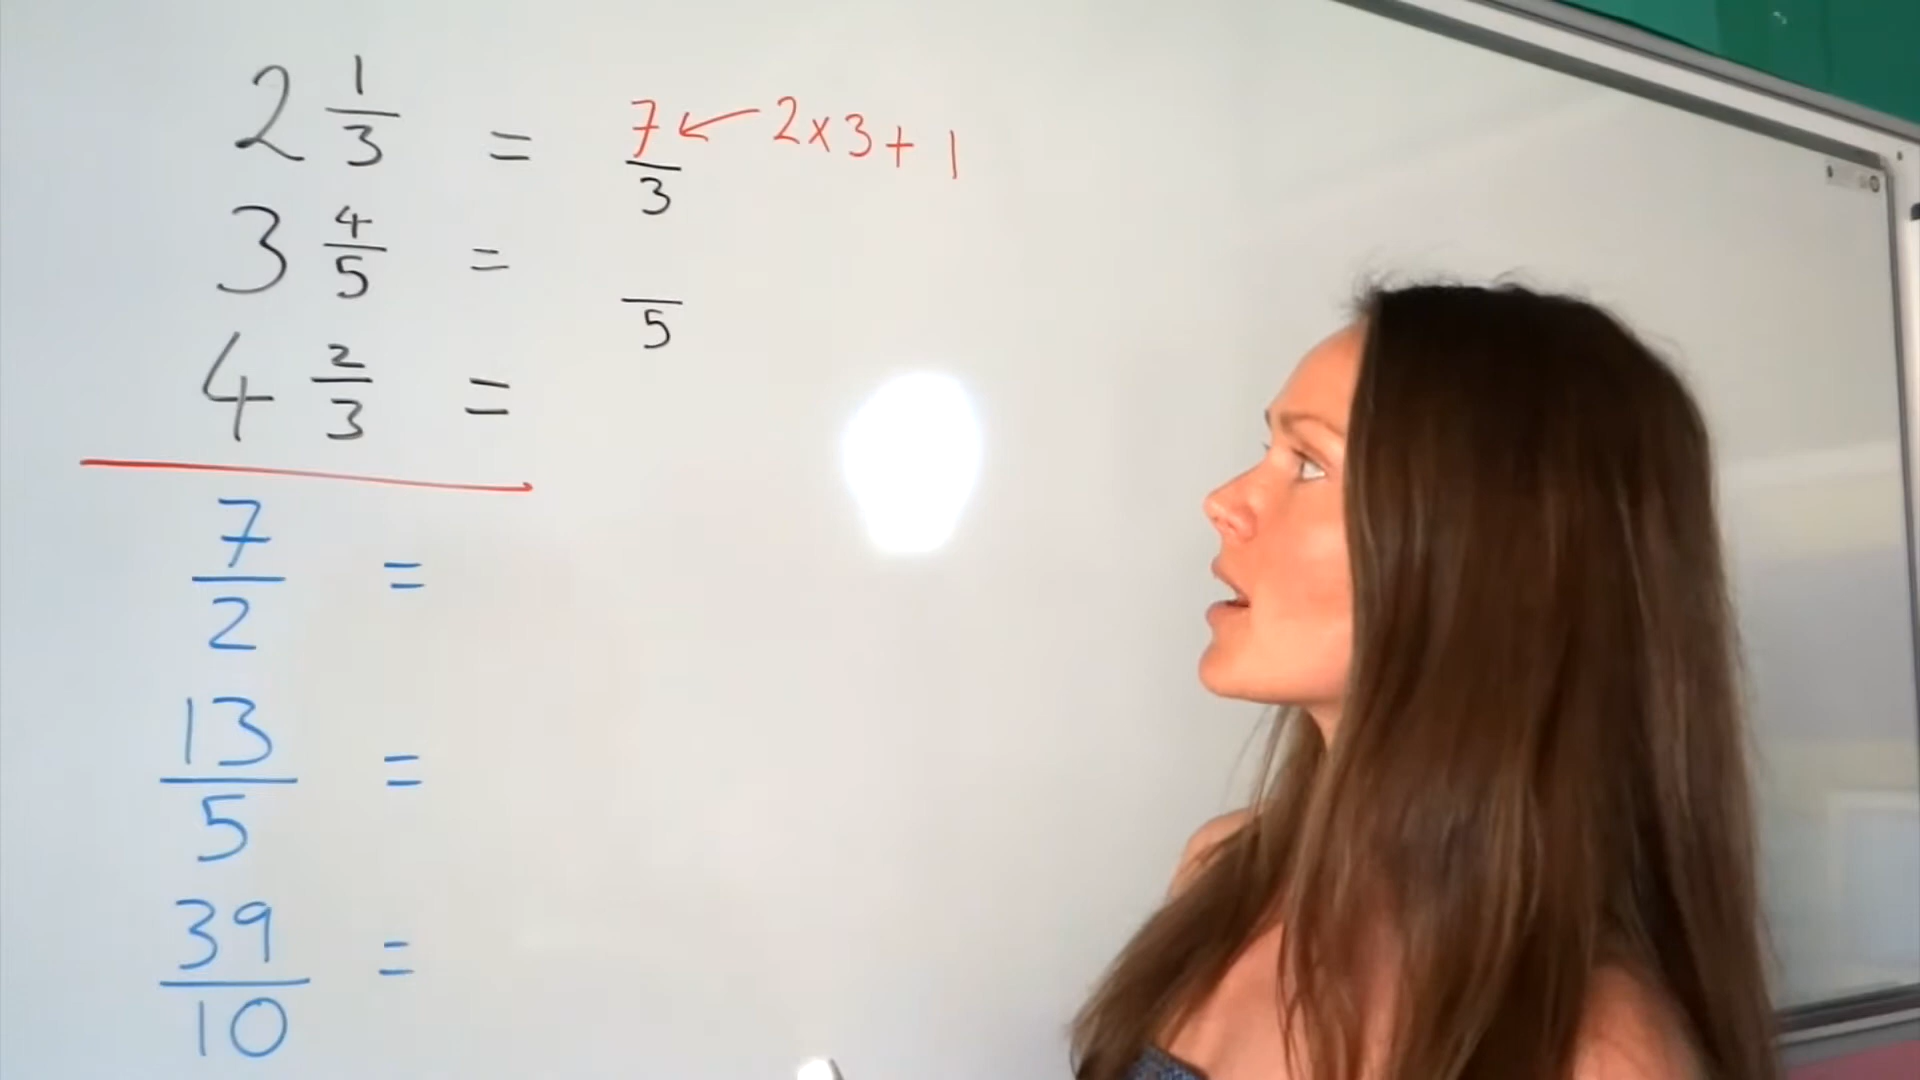 2 1/3 = 7/3 ← 2×3+1
3 4/5 = /5
4 2/3 =
7/2 =
13/5 =
39/10 =